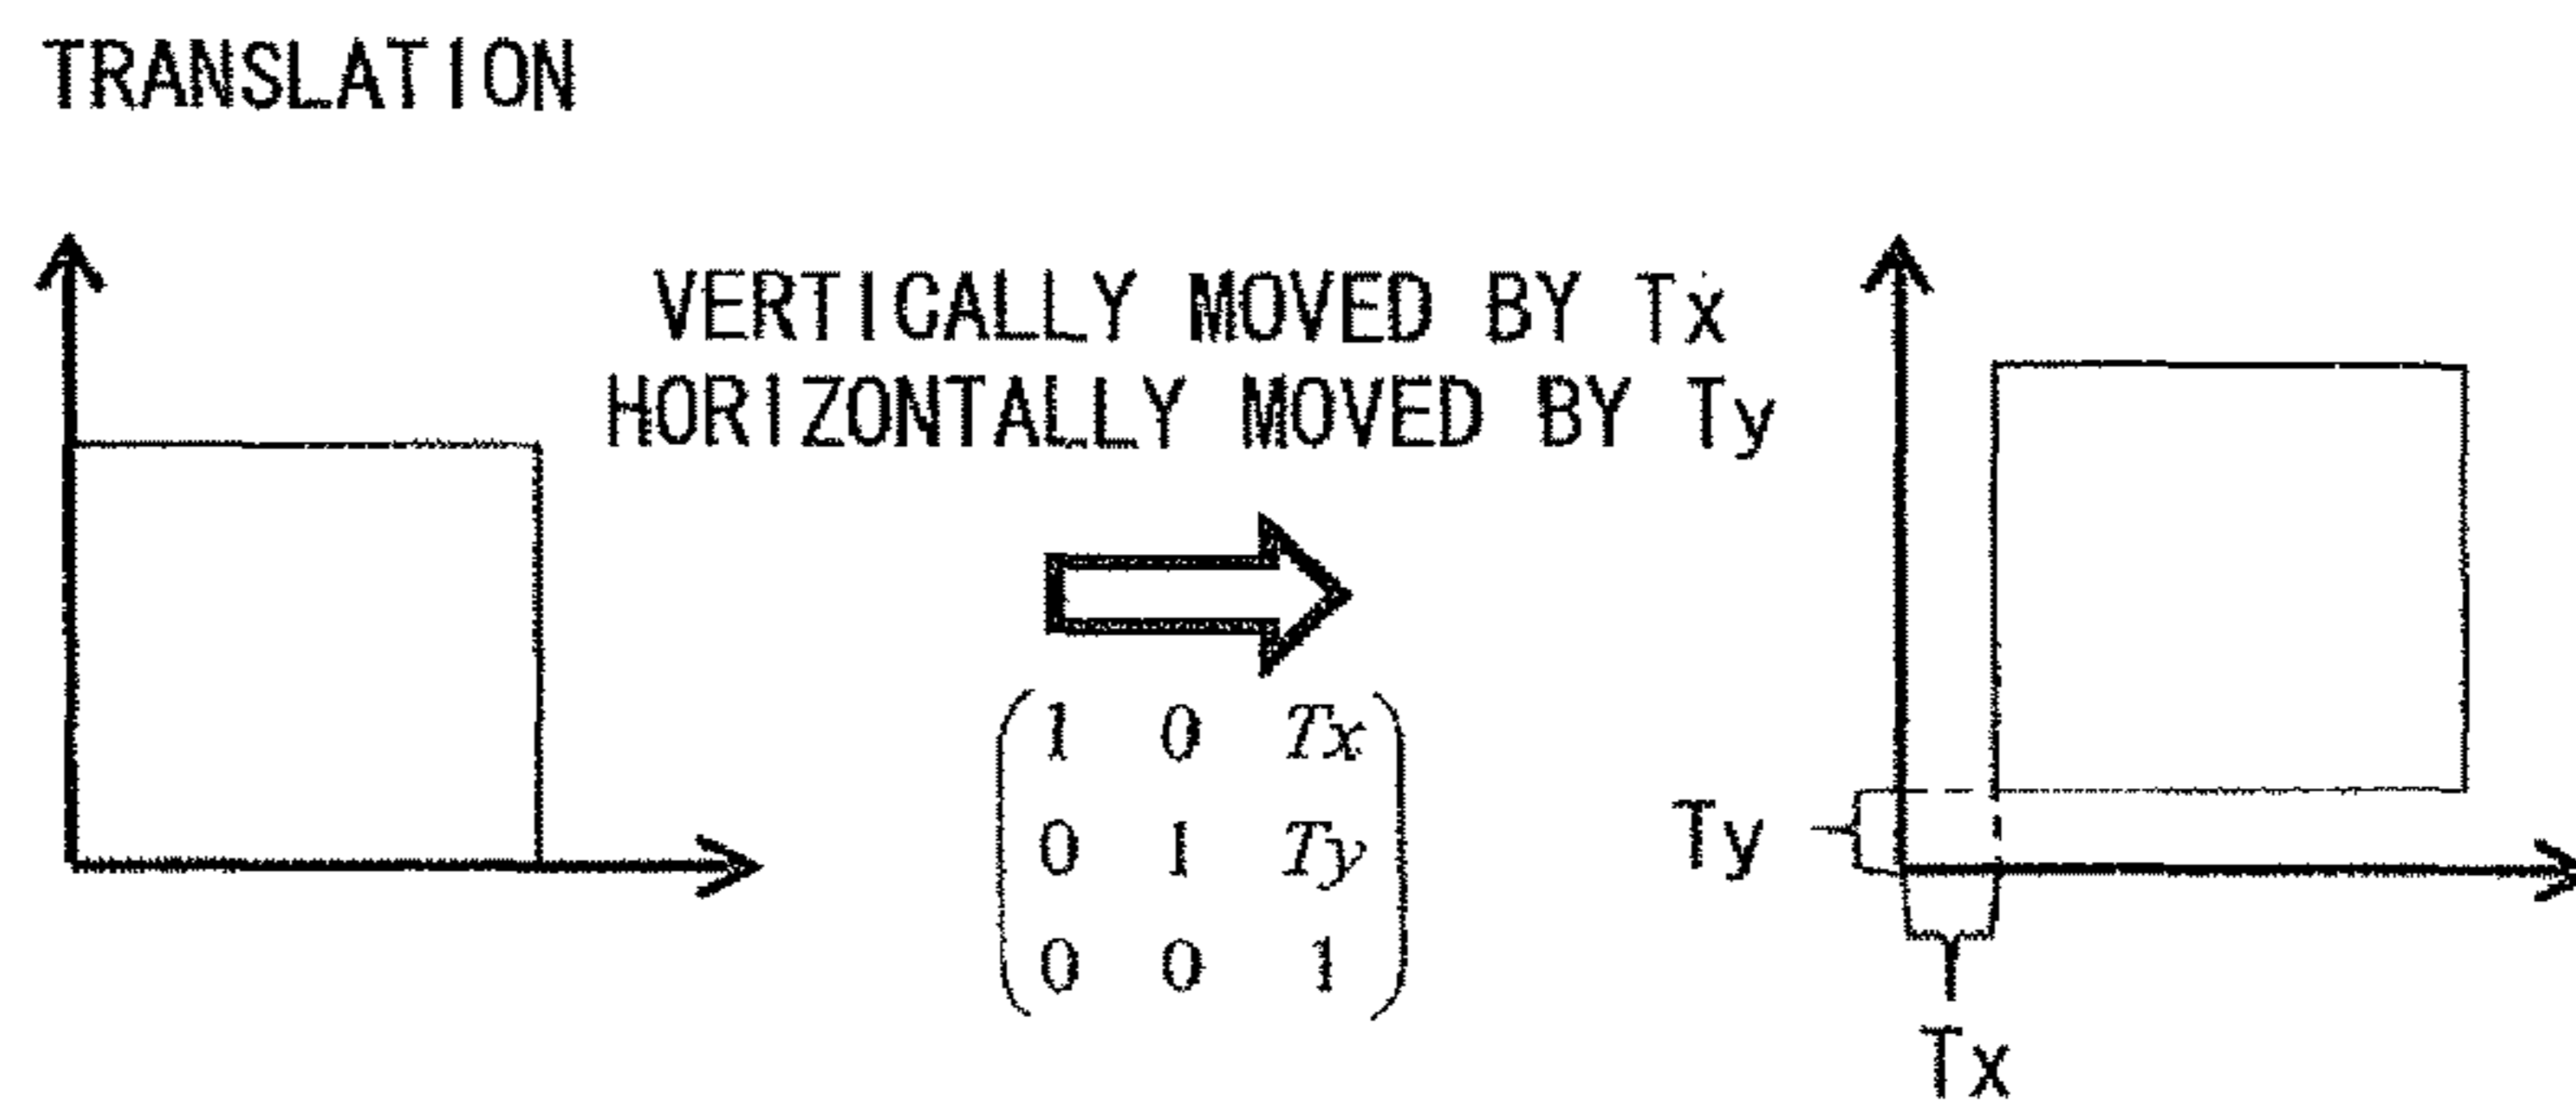 TRANSLATION
VERTICALLY MOVED BY Tx
HORIZONTALLY MOVED BY Ty
1 0 Tx
0 1 Ty
0 0 1
Ty
Tx